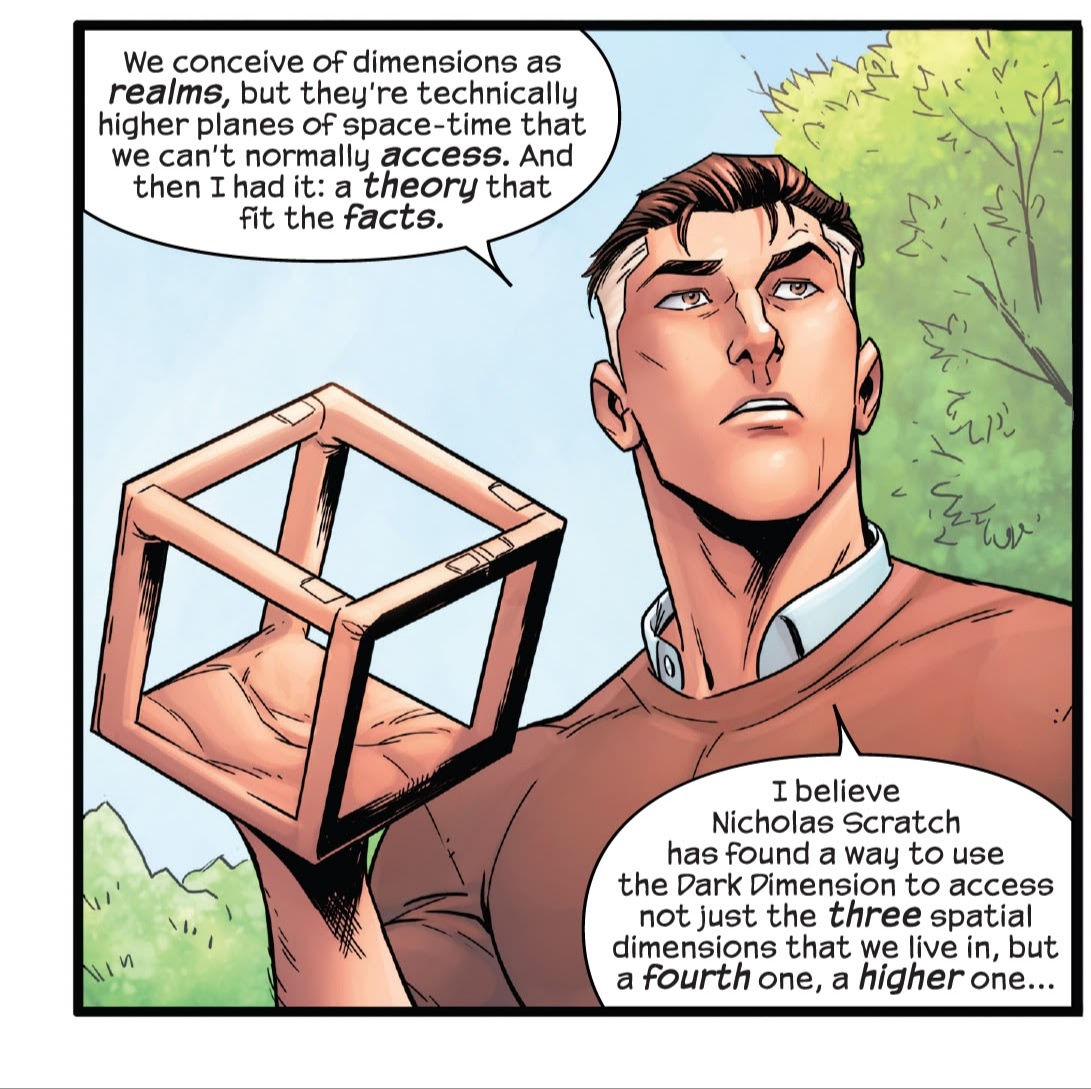 We conceive of dimensions as
realms, but they're technically
higher planes of space-time that
we can't normally access. And
then I had it: a theory that
fit the facts.
I believe
Nicholas Scratch
has found a way to use
the Dark Dimension to access
not just the three spatial
dimensions that we live in, but
a fourth one, a higher one...